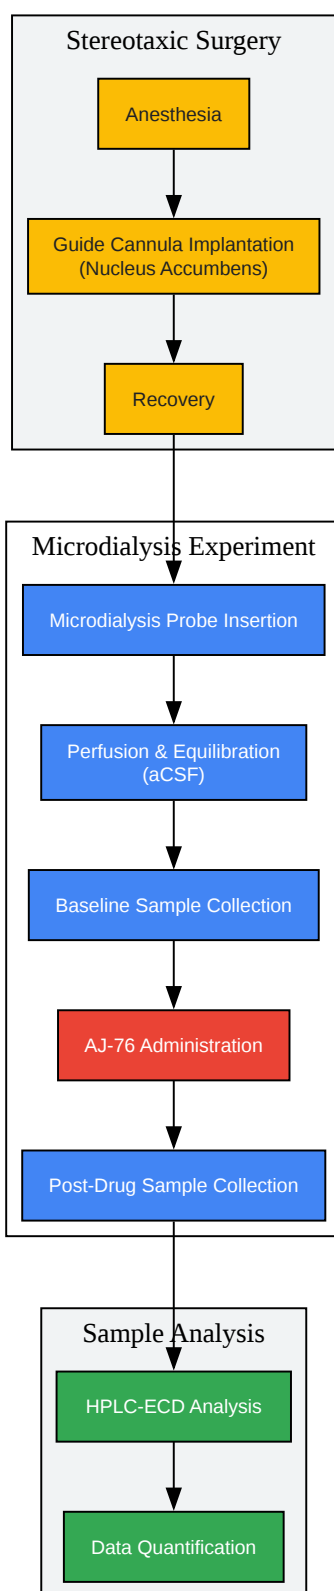 Stereotaxic Surgery
Anesthesia
Guide Cannula Implantation
(Nucleus Accumbens)
Recovery
Microdialysis Experiment
Microdialysis Probe Insertion
Perfusion & Equilibration
(aCSF)
Baseline Sample Collection
AJ-76 Administration
Post-Drug Sample Collection
Sample Analysis
HPLC-ECD Analysis
Data Quantification